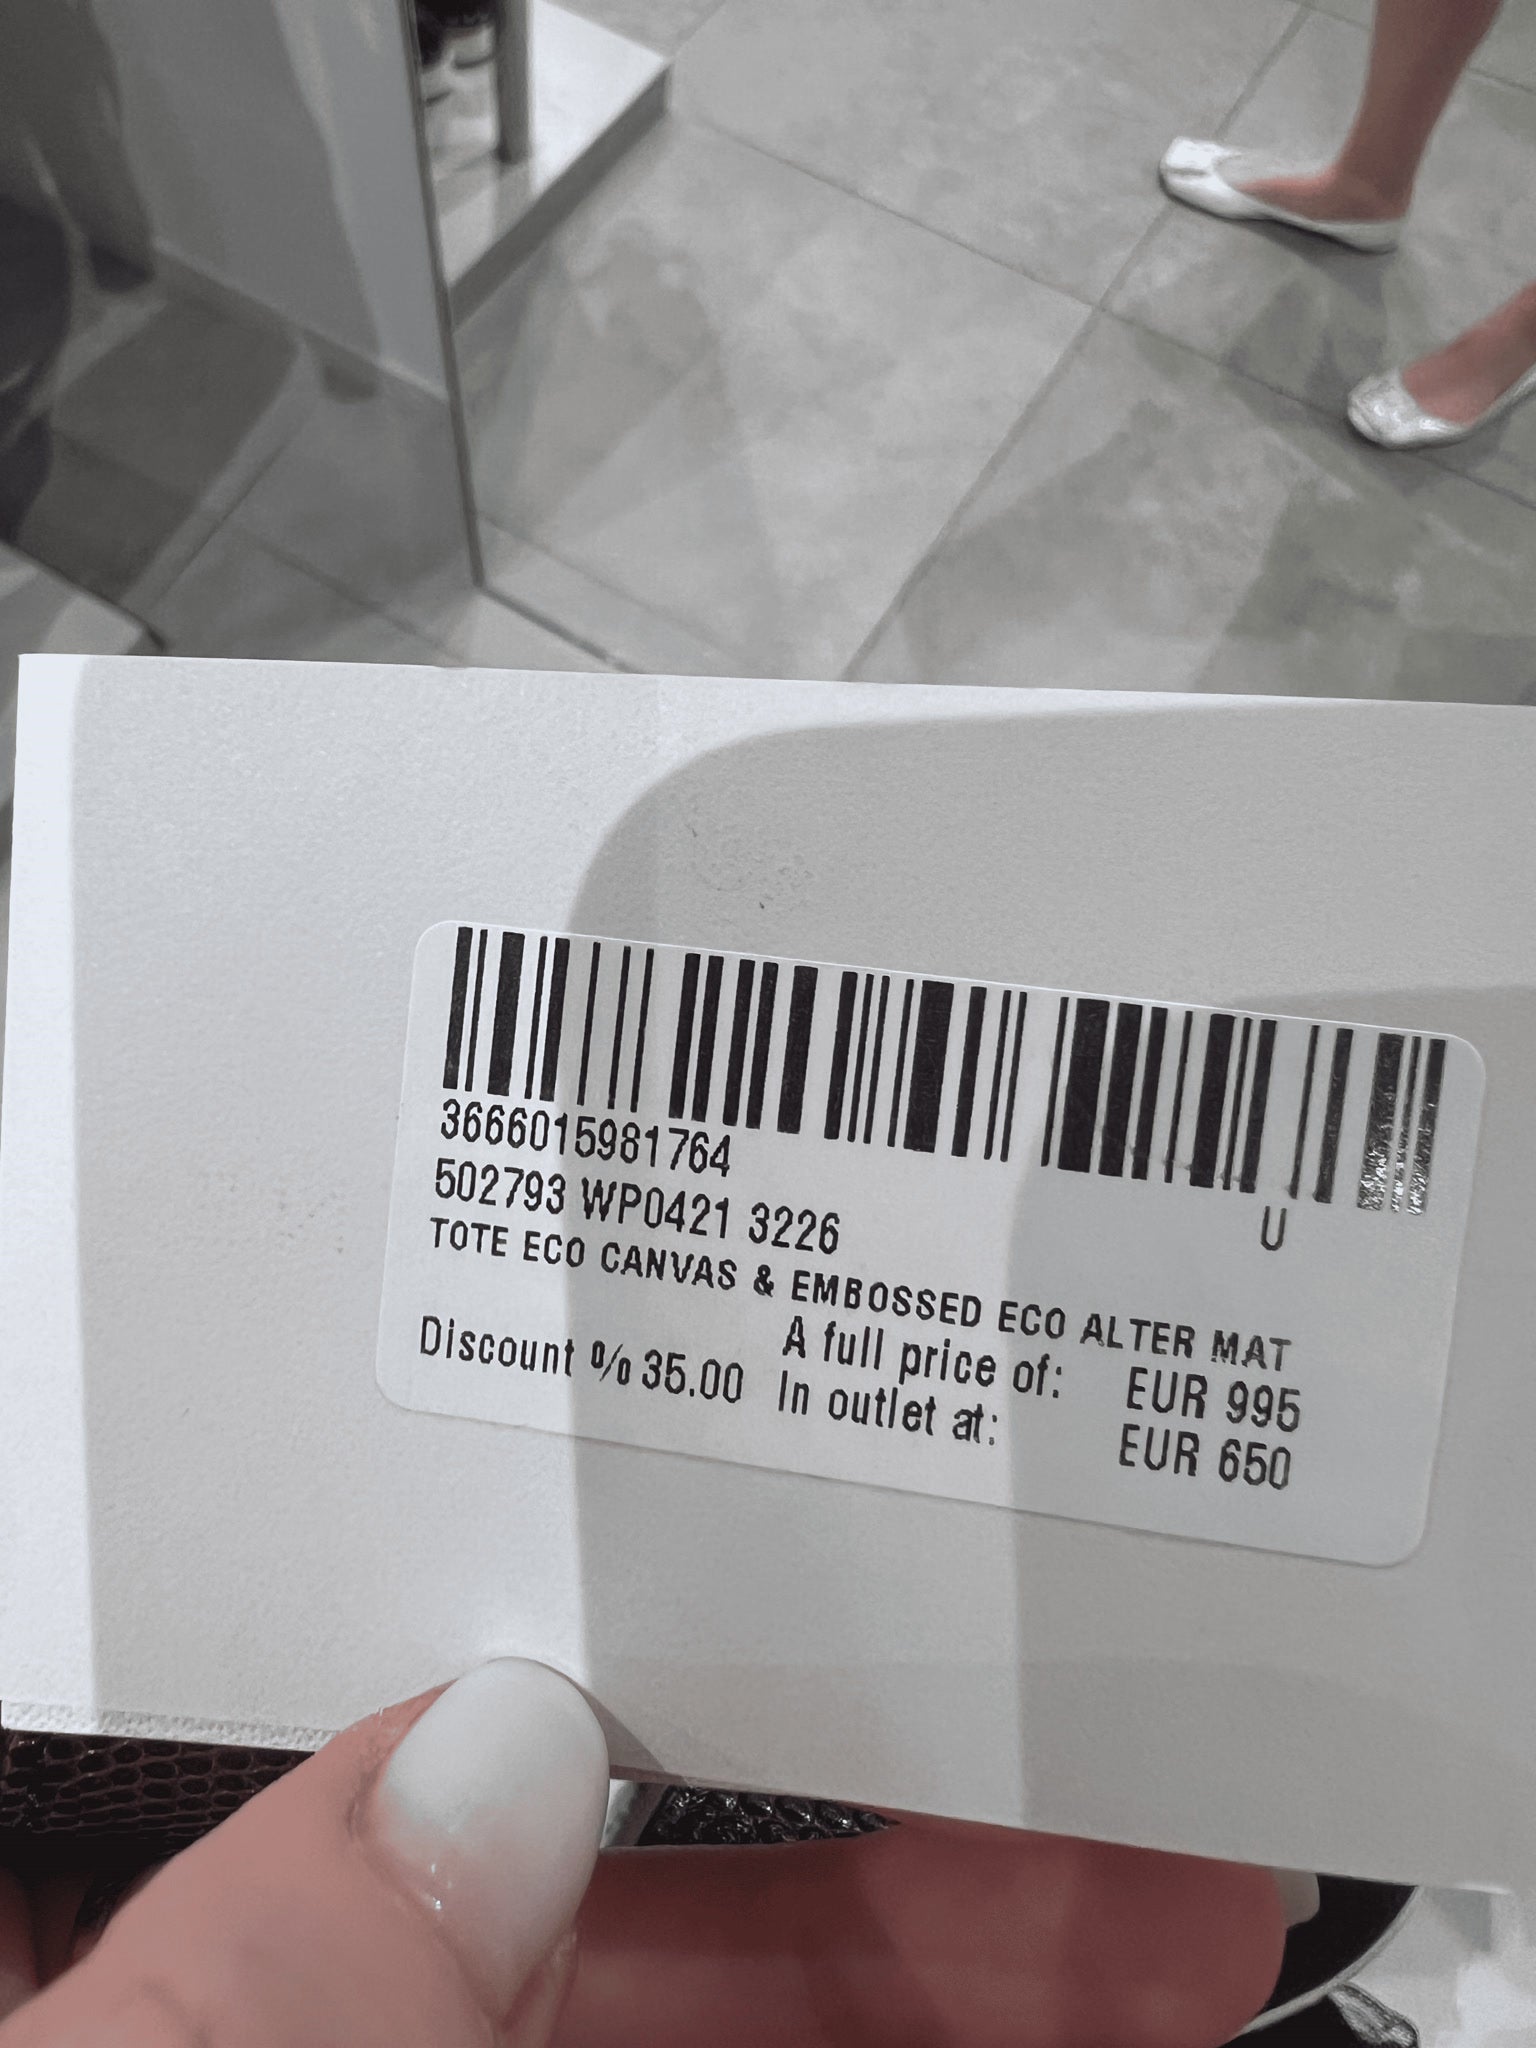 3666015981764
502793 WP0421 3226 U
TOTE ECO CANVAS & EMBOSSED ECO ALTER MAT
A full price of: EUR 995
Discount % 35.00 In outlet at: EUR 650